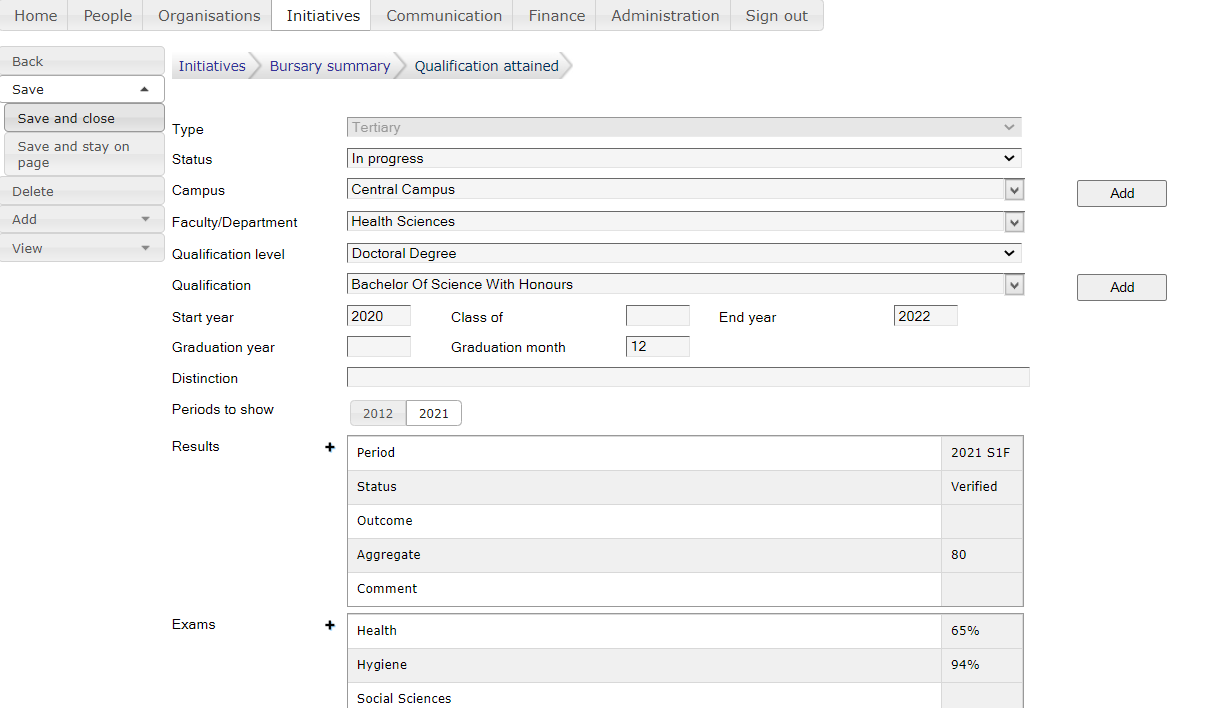 Home People Organisations Initiatives Communication Finance Administration Sign out
Back
Save
Save and close
Save and stay on
page
Delete
Add
View
Initiatives Bursary summary Qualification attained
Type Tertiary
Status In progress
Campus Central Campus Add
Faculty/Department Health Sciences
Qualification level Doctoral Degree
Qualification Bachelor Of Science With Honours Add
Start year 2020 Class of End year 2022
Graduation year Graduation month 12
Distinction
Periods to show 2012 2021
Results + Period 2021 S1F
Status Verified
Outcome
Aggregate 80
Comment
Exams + Health 65%
Hygiene 94%
Social Sciences